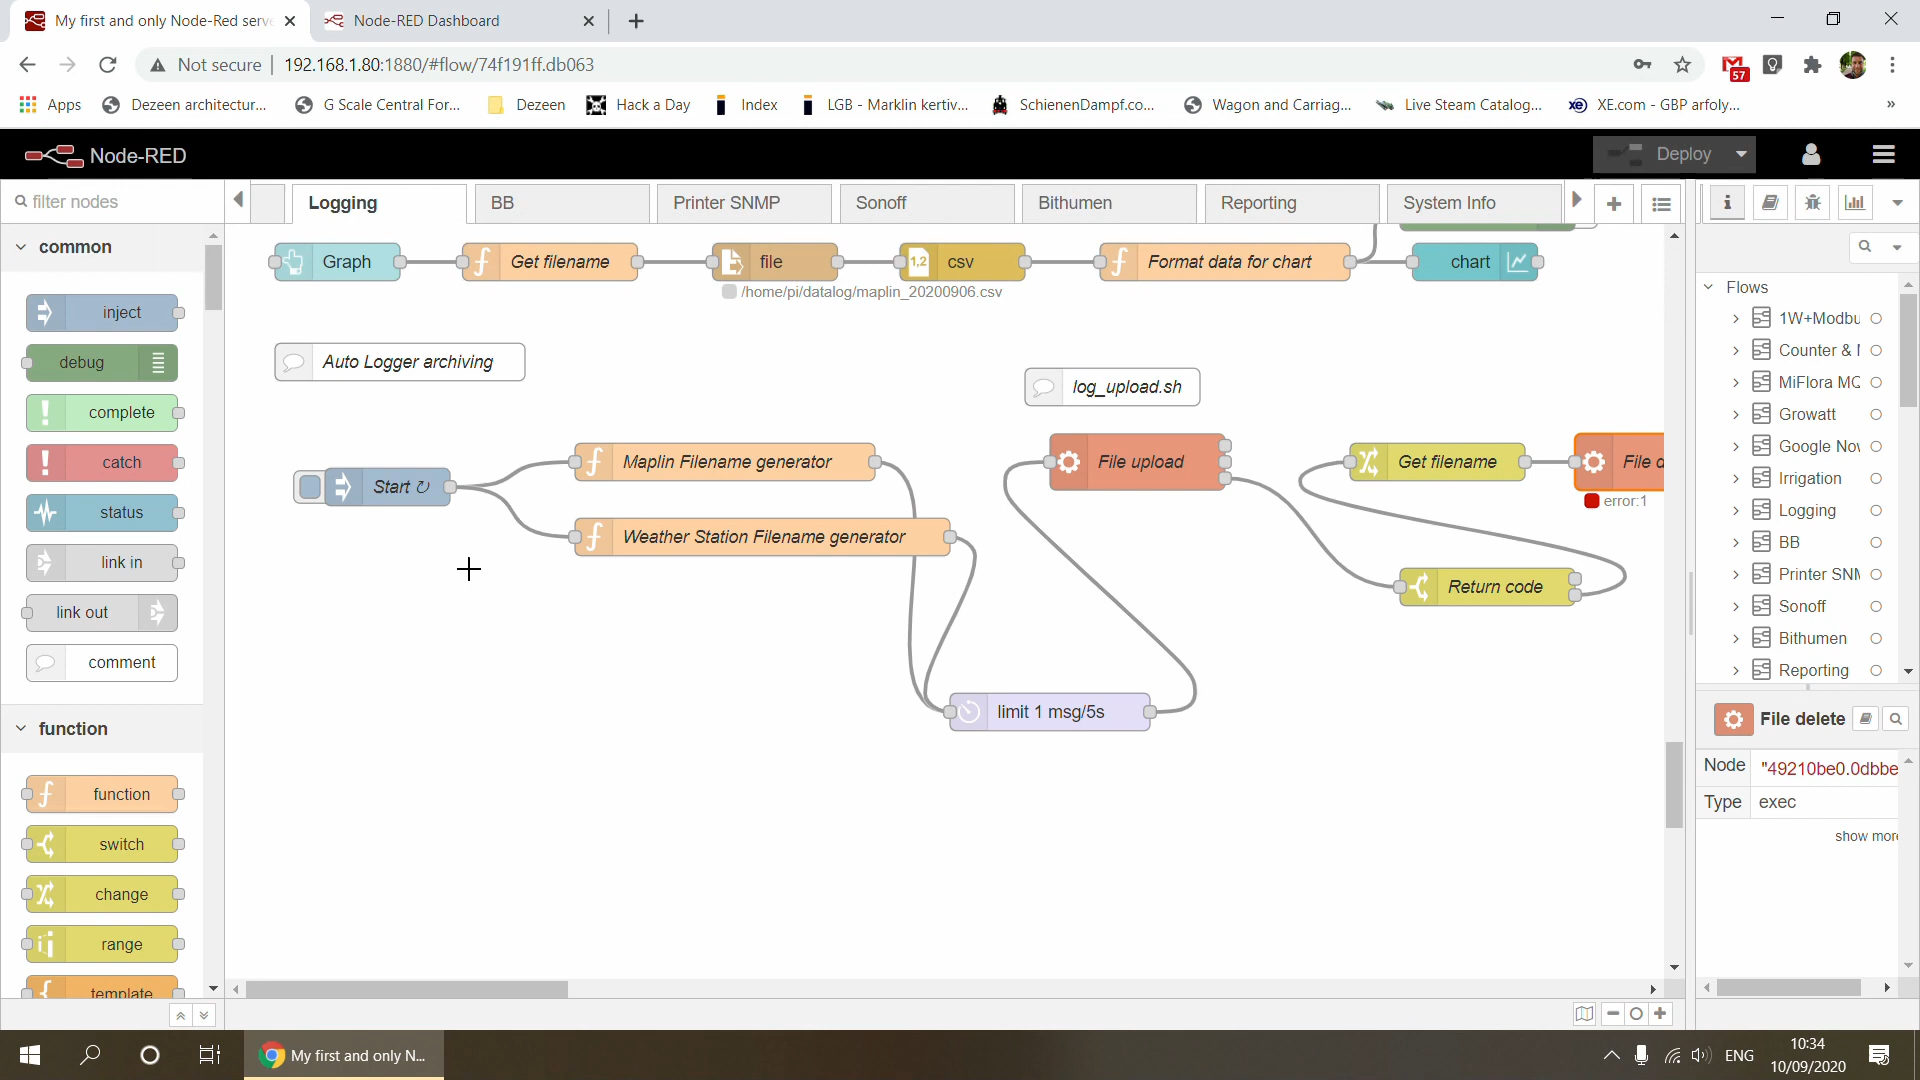 My first and only Node-Red serv
Node-RED Dashboard
Not secure
192.168.1.80:1880/#flow/74f191ff.db063
57
Apps
Dezeen architectur...
G Scale Central For...
Dezeen
Hack a Day
Index
LGB - Marklin kertiv...
SchienenDampf.co...
Wagon and Carriag...
Live Steam Catalog...
xe
XE.com - GBP arfoly...
»
Node-RED
Deploy
filter nodes
Logging
BB
Printer SNMP
Sonoff
Bithumen
Reporting
System Info
common
inject
debug
complete
catch
status
link in
link out
comment
function
function
switch
change
range
template
Graph
Get filename
file
/home/pi/datalog/maplin_20200906.csv
1,2
csv
Format data for chart
chart
Auto Logger archiving
log_upload.sh
Start ↻
Maplin Filename generator
Weather Station Filename generator
File upload
Get filename
File d
error:1
Return code
limit 1 msg/5s
Flows
1W+Modbu
Counter & I
MiFlora MQ
Growatt
Google Nov
Irrigation
Logging
BB
Printer SNM
Sonoff
Bithumen
Reporting
File delete
Node
"49210be0.0dbbe
Type
exec
show more
My first and only N...
ENG
10:34
10/09/2020